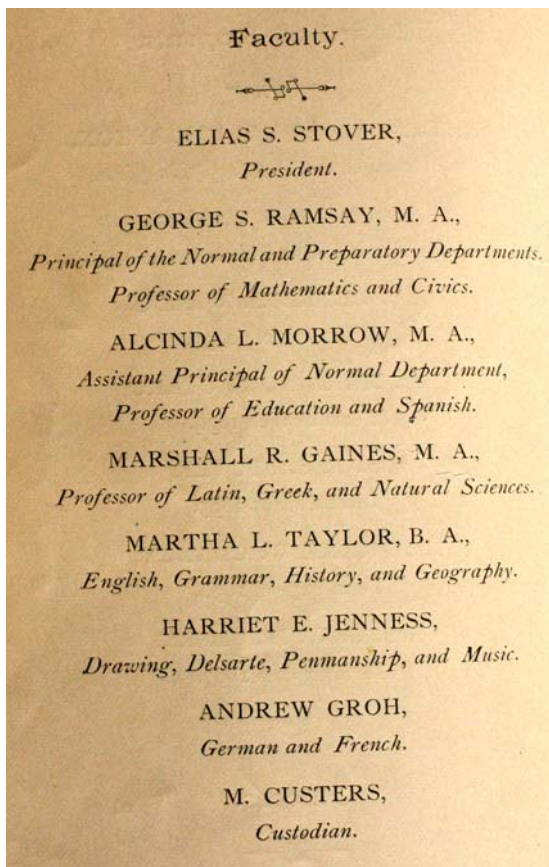 Faculty.
ELIAS S. STOVER,
President.
GEORGE S. RAMSAY, M. A.,
Principal of the Normal and Preparatory Departments.
Professor of Mathematics and Civics.
ALCINDA L. MORROW, M. A.,
Assistant Principal of Normal Department,
Professor of Education and Spanish.
MARSHALL R. GAINES, M. A.,
Professor of Latin, Greek, and Natural Sciences.
MARTHA L. TAYLOR, B. A.,
English, Grammar, History, and Geography.
HARRIET E. JENNESS,
Drawing, Delsarte, Penmanship, and Music.
ANDREW GROH,
German and French.
M. CUSTERS,
Custodian.